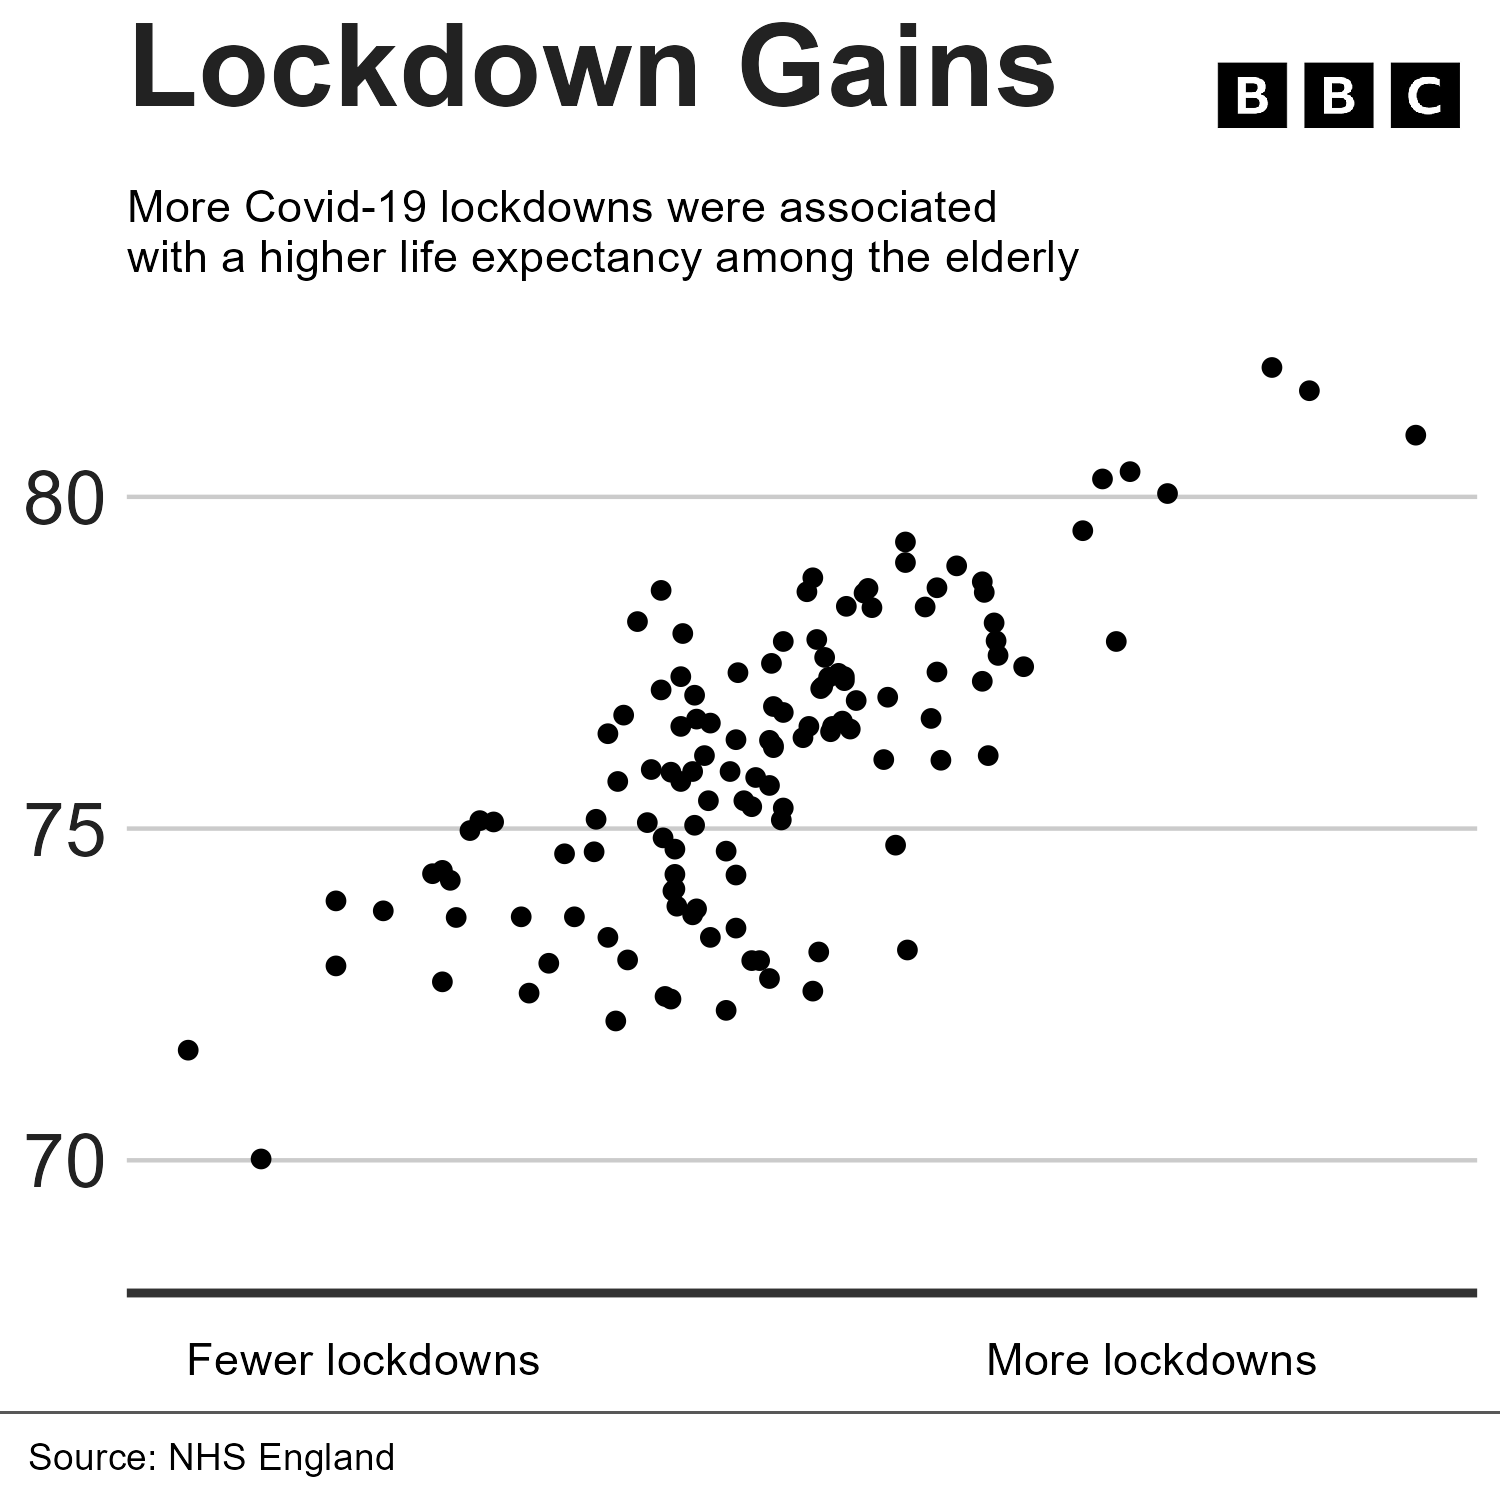 Lockdown Gains
BBC
More Covid-19 lockdowns were associated
with a higher life expectancy among the elderly
80
75
70
Fewer lockdowns
More lockdowns
Source: NHS England